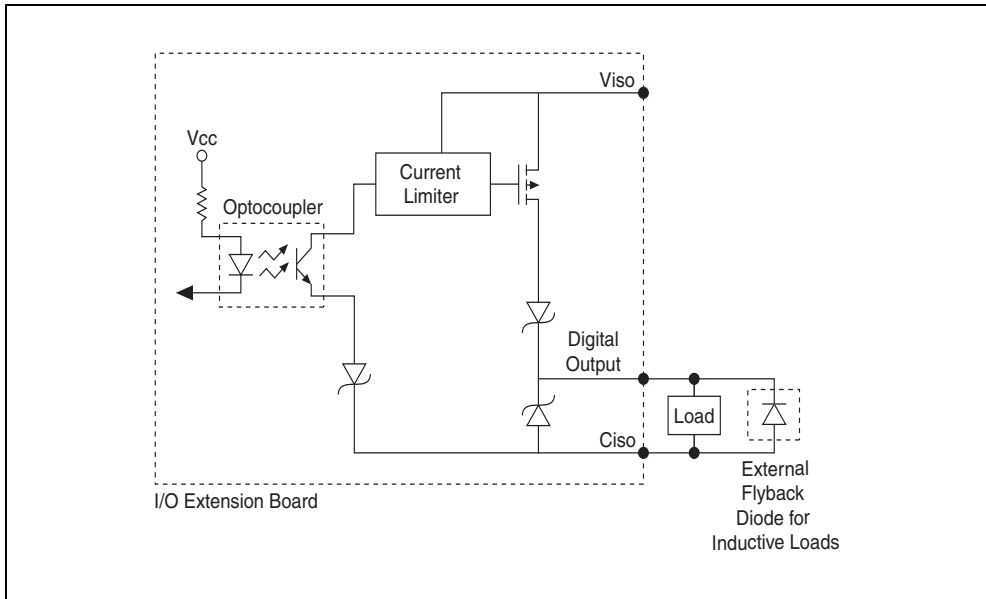 Viso
Vcc
Current
Limiter
Optocoupler
Digital
Output
Load
Ciso
I/O Extension Board
External
Flyback
Diode for
Inductive Loads